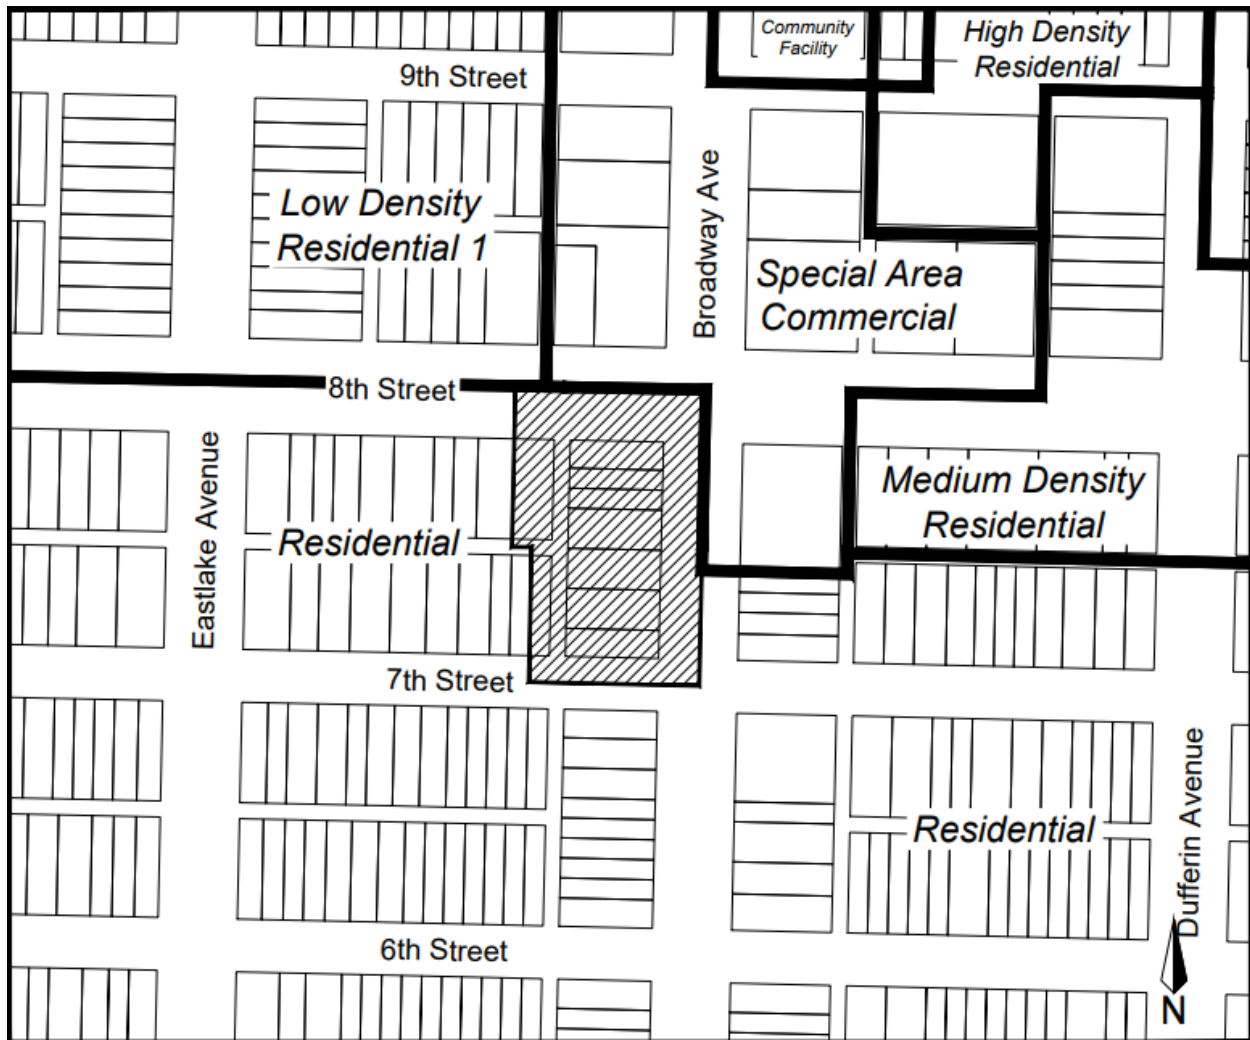 Community
Facility
High Density
Residential
9th Street
Low Density
Residential 1
Broadway Ave
Special Area
Commercial
8th Street
Eastlake Avenue
Residential
Medium Density
Residential
7th Street
Residential
Dufferin Avenue
6th Street
N